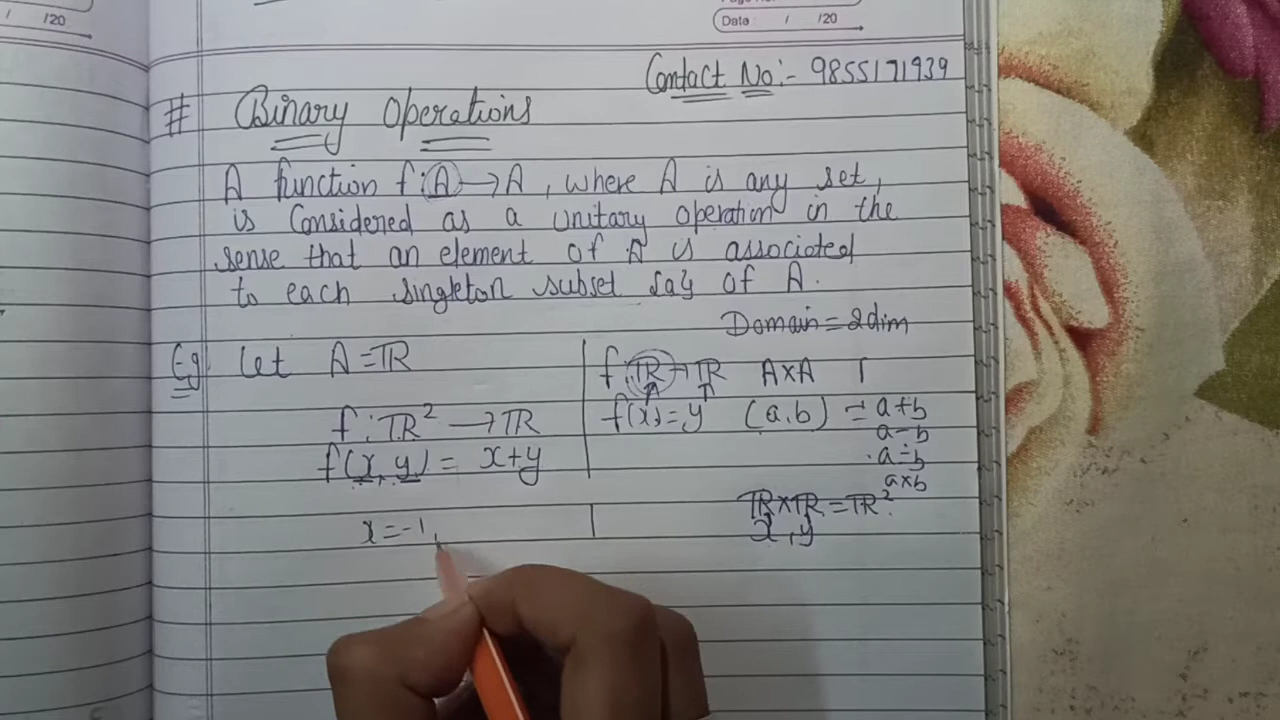 / /20
Date / /20
Contact No:- 9855171939
# Binary Operations
A function f:A→A, where A is any set,
is Considered as a unitary operation in the
sense that an element of A is associated
to each singleton subset say of A.
Domain = 2dim
Eg: Let A=ℝ
f:ℝ→ℝ A×A
f:ℝ²→ℝ
f(x)=y (a,b) = a+b
a-b
f(x,y) = x+y
a÷b
a×b
ℝ×ℝ=ℝ²
x=-1,
x,y